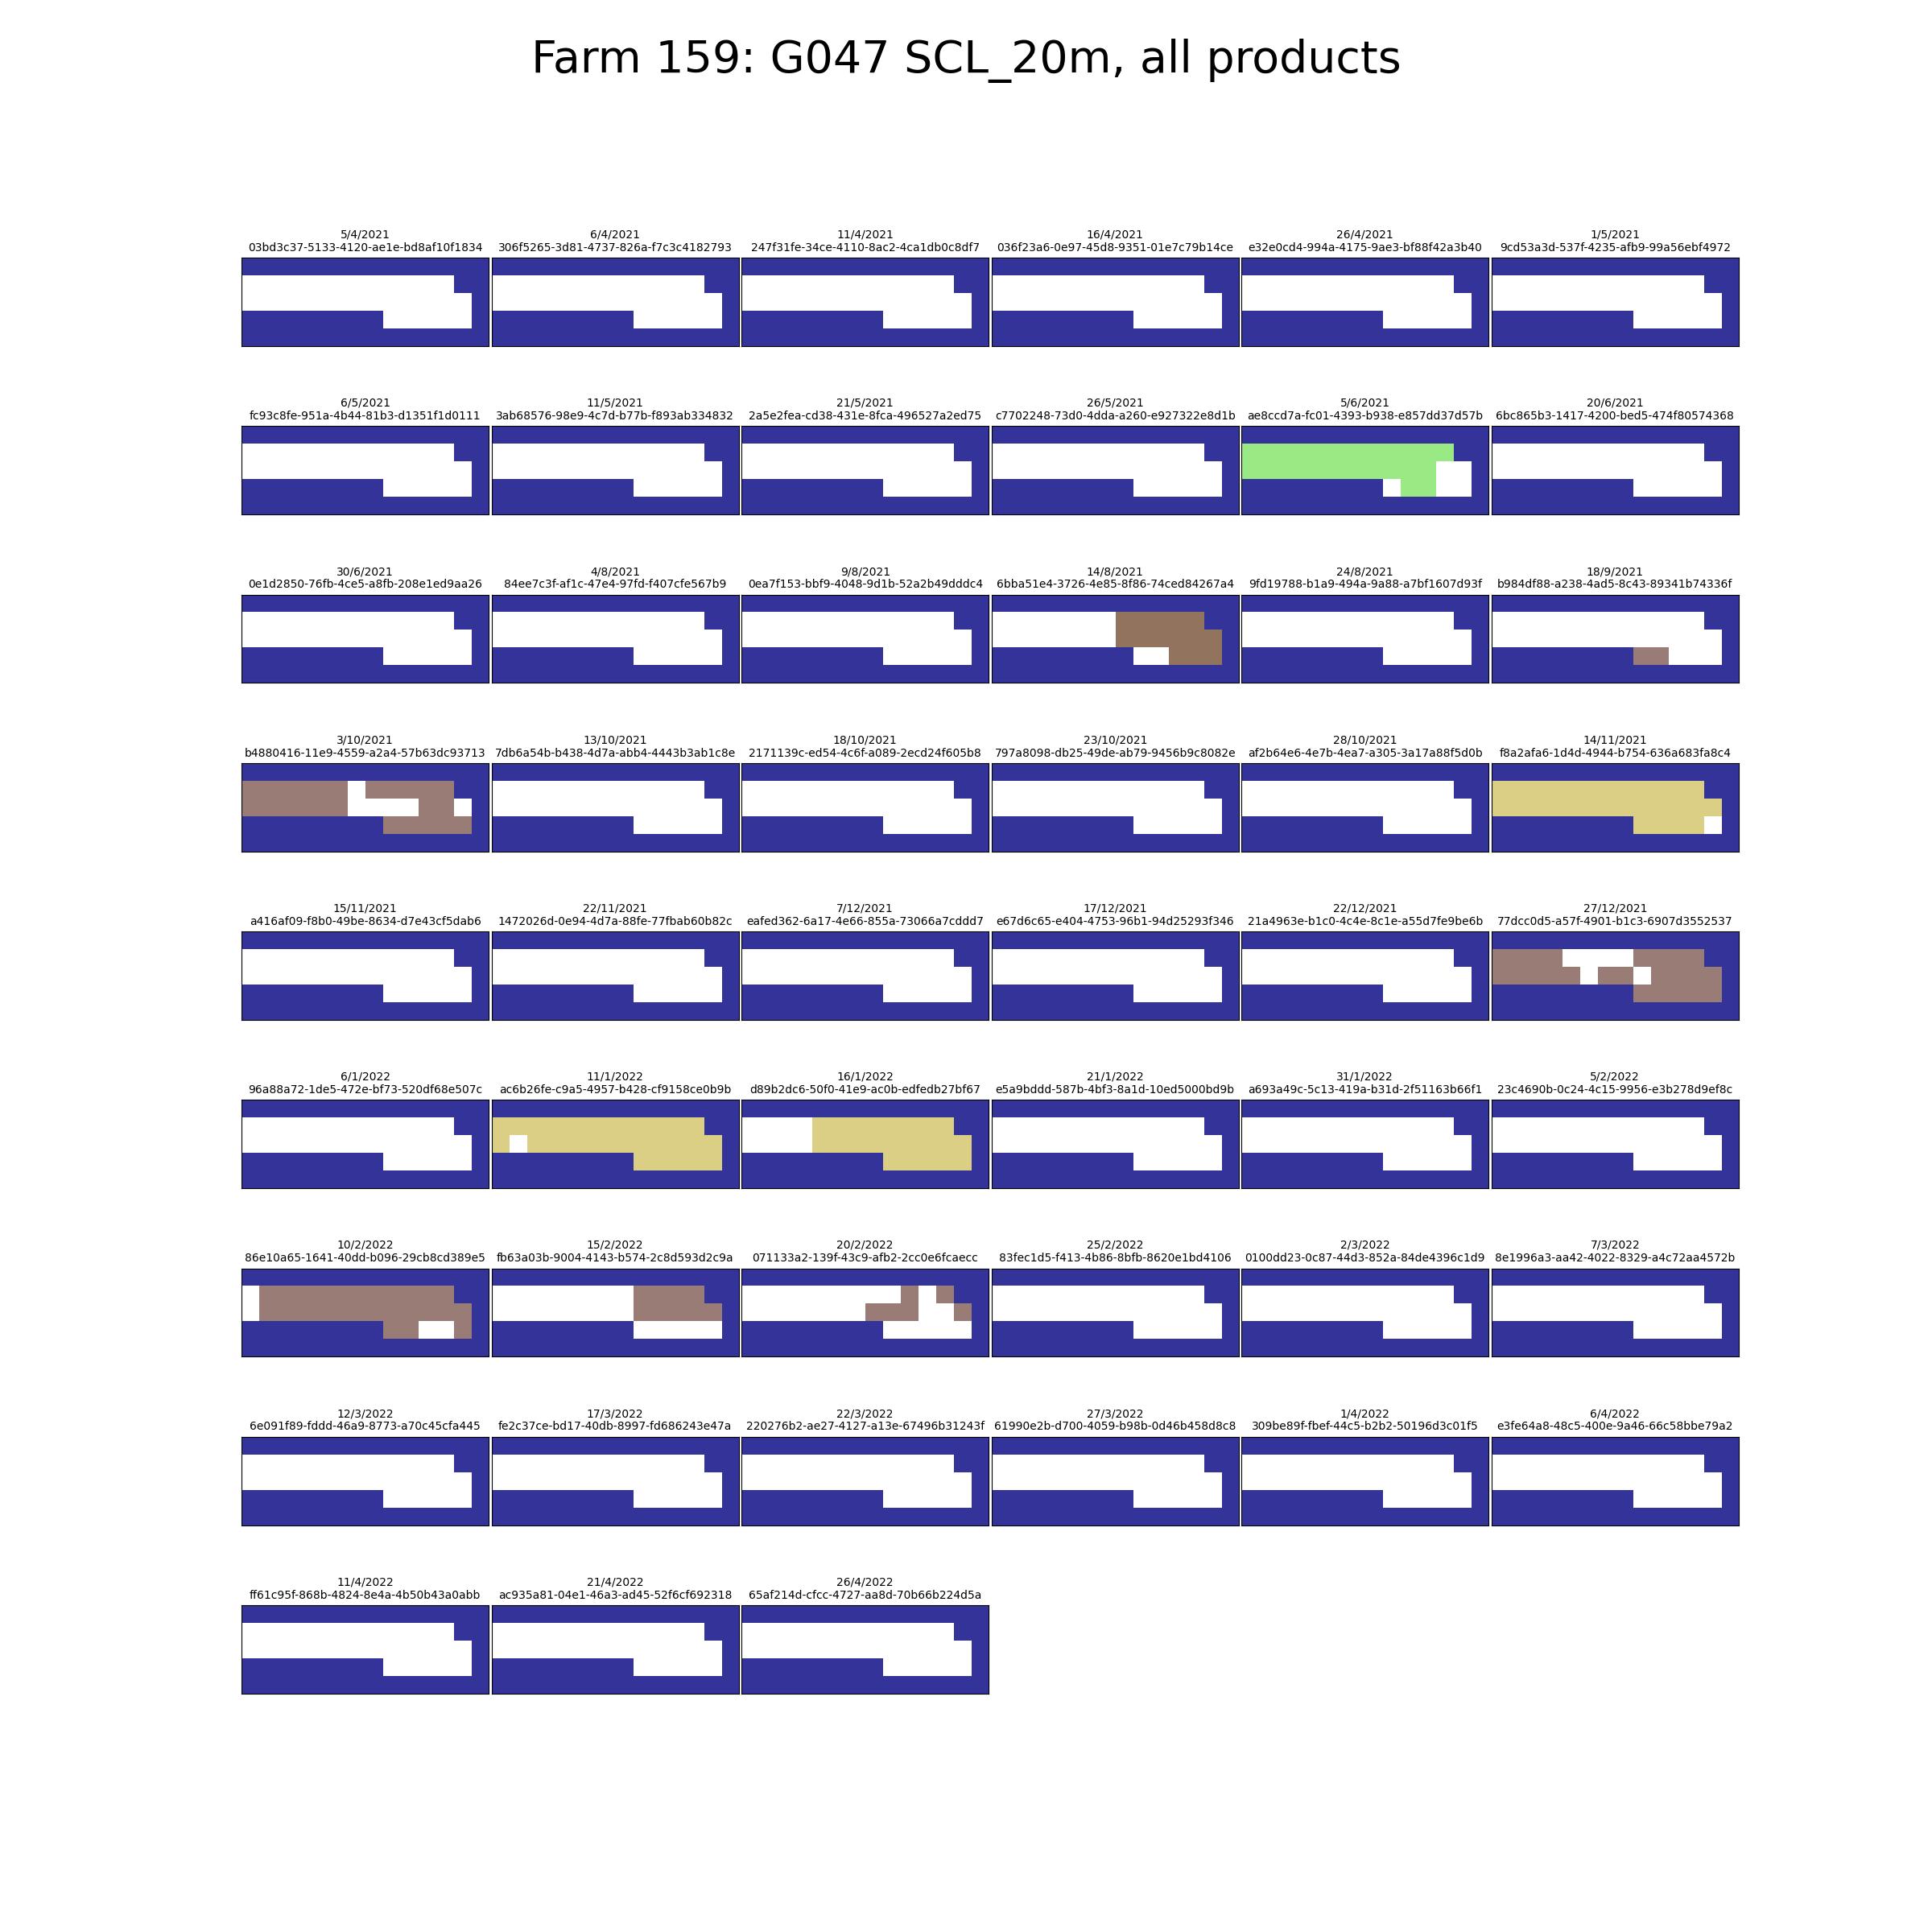 Farm 159: G047 SCL_20m, all products
5/4/2021
03bd3c37-5133-4120-ae1e-bd8af10f1834
6/4/2021
306f5265-3d81-4737-826a-f7c3c4182793
11/4/2021
247f31fe-34ce-4110-8ac2-4ca1db0c8df7
16/4/2021
036f23a6-0e97-45d8-9351-01e7c79b14ce
26/4/2021
e32e0cd4-994a-4175-9ae3-bf88f42a3b40
1/5/2021
9cd53a3d-537f-4235-afb9-99a56ebf4972
6/5/2021
fc93c8fe-951a-4b44-81b3-d1351f1d0111
11/5/2021
3ab68576-98e9-4c7d-b77b-f893ab334832
21/5/2021
2a5e2fea-cd38-431e-8fca-496527a2ed75
26/5/2021
c7702248-73d0-4dda-a260-e927322e8d1b
5/6/2021
ae8ccd7a-fc01-4393-b938-e857dd37d57b
20/6/2021
6bc865b3-1417-4200-bed5-474f80574368
30/6/2021
0e1d2850-76fb-4ce5-a8fb-208e1ed9aa26
4/8/2021
84ee7c3f-af1c-47e4-97fd-f407cfe567b9
9/8/2021
0ea7f153-bbf9-4048-9d1b-52a2b49dddc4
14/8/2021
6bba51e4-3726-4e85-8f86-74ced84267a4
24/8/2021
9fd19788-b1a9-494a-9a88-a7bf1607d93f
18/9/2021
b984df88-a238-4ad5-8c43-89341b74336f
3/10/2021
b4880416-11e9-4559-a2a4-57b63dc93713
13/10/2021
7db6a54b-b438-4d7a-abb4-4443b3ab1c8e
18/10/2021
2171139c-ed54-4c6f-a089-2ecd24f605b8
23/10/2021
797a8098-db25-49de-ab79-9456b9c8082e
28/10/2021
af2b64e6-4e7b-4ea7-a305-3a17a88f5d0b
14/11/2021
f8a2afa6-1d4d-4944-b754-636a683fa8c4
15/11/2021
a416af09-f8b0-49be-8634-d7e43cf5dab6
22/11/2021
1472026d-0e94-4d7a-88fe-77fbab60b82c
7/12/2021
eafed362-6a17-4e66-855a-73066a7cddd7
17/12/2021
e67d6c65-e404-4753-96b1-94d25293f346
22/12/2021
21a4963e-b1c0-4c4e-8c1e-a55d7fe9be6b
27/12/2021
77dcc0d5-a57f-4901-b1c3-6907d3552537
6/1/2022
96a88a72-1de5-472e-bf73-520df68e507c
11/1/2022
ac6b26fe-c9a5-4957-b428-cf9158ce0b9b
16/1/2022
d89b2dc6-50f0-41e9-ac0b-edfedb27bf67
21/1/2022
e5a9bddd-587b-4bf3-8a1d-10ed5000bd9b
31/1/2022
a693a49c-5c13-419a-b31d-2f51163b66f1
5/2/2022
23c4690b-0c24-4c15-9956-e3b278d9ef8c
10/2/2022
86e10a65-1641-40dd-b096-29cb8cd389e5
15/2/2022
fb63a03b-9004-4143-b574-2c8d593d2c9a
20/2/2022
071133a2-139f-43c9-afb2-2cc0e6fcaecc
25/2/2022
83fec1d5-f413-4b86-8bfb-8620e1bd4106
2/3/2022
0100dd23-0c87-44d3-852a-84de4396c1d9
7/3/2022
8e1996a3-aa42-4022-8329-a4c72aa4572b
12/3/2022
6e091f89-fddd-46a9-8773-a70c45cfa445
17/3/2022
fe2c37ce-bd17-40db-8997-fd686243e47a
22/3/2022
220276b2-ae27-4127-a13e-67496b31243f
27/3/2022
61990e2b-d700-4059-b98b-0d46b458d8c8
1/4/2022
309be89f-fbef-44c5-b2b2-50196d3c01f5
6/4/2022
e3fe64a8-48c5-400e-9a46-66c58bbe79a2
11/4/2022
ff61c95f-868b-4824-8e4a-4b50b43a0abb
21/4/2022
ac935a81-04e1-46a3-ad45-52f6cf692318
26/4/2022
65af214d-cfcc-4727-aa8d-70b66b224d5a